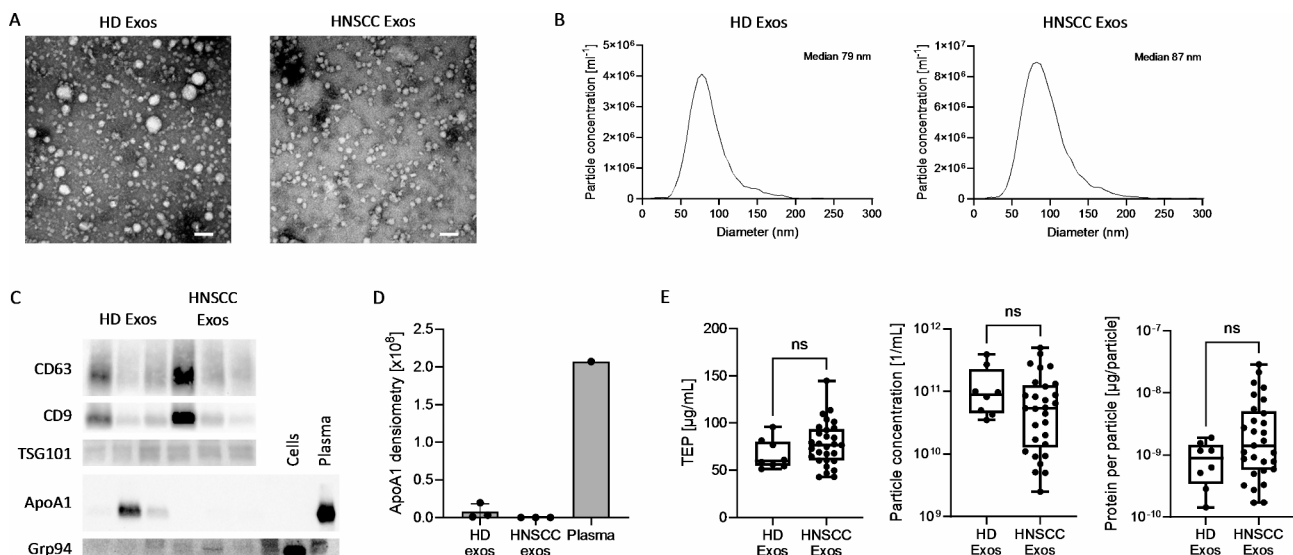 A
HD Exos
HNSCC Exos
B
HD Exos
Particle concentration [ml⁻¹]
5×10⁶
4×10⁶
3×10⁶
2×10⁶
1×10⁶
0
0 50 100 150 200 250 300
Diameter (nm)
Median 79 nm
HNSCC Exos
Particle concentration [ml⁻¹]
1×10⁷
8×10⁶
6×10⁶
4×10⁶
2×10⁶
0
0 50 100 150 200 250 300
Diameter (nm)
Median 87 nm
C
HD Exos
HNSCC
Exos
CD63
CD9
TSG101
Cells
Plasma
ApoA1
Grp94
D
ApoA1 densiometry [x10⁸]
2.5
2.0
1.5
1.0
0.5
0.0
HD
exos
HNSCC
exos
Plasma
E
TEP [µg/mL]
200
150
100
50
0
ns
HD
Exos
HNSCC
Exos
Particle concentration [1/mL]
10¹²
10¹¹
10¹⁰
10⁹
ns
HD
Exos
HNSCC
Exos
Protein per particle [µg/particle]
10⁻⁷
10⁻⁸
10⁻⁹
10⁻¹⁰
ns
HD
Exos
HNSCC
Exos